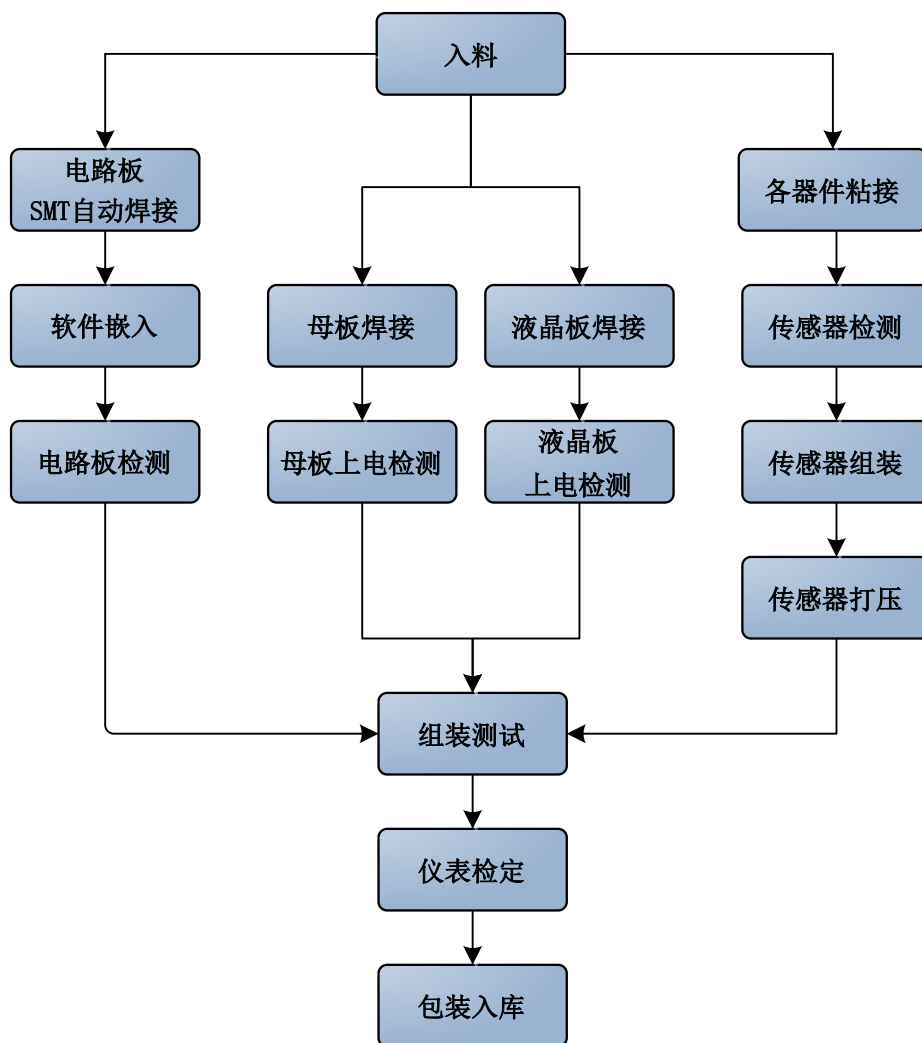 入料
电路板
SMT自动焊接
各器件粘接
软件嵌入
母板焊接
液晶板焊接
传感器检测
电路板检测
母板上电检测
液晶板
上电检测
传感器组装
传感器打压
组装测试
仪表检定
包装入库